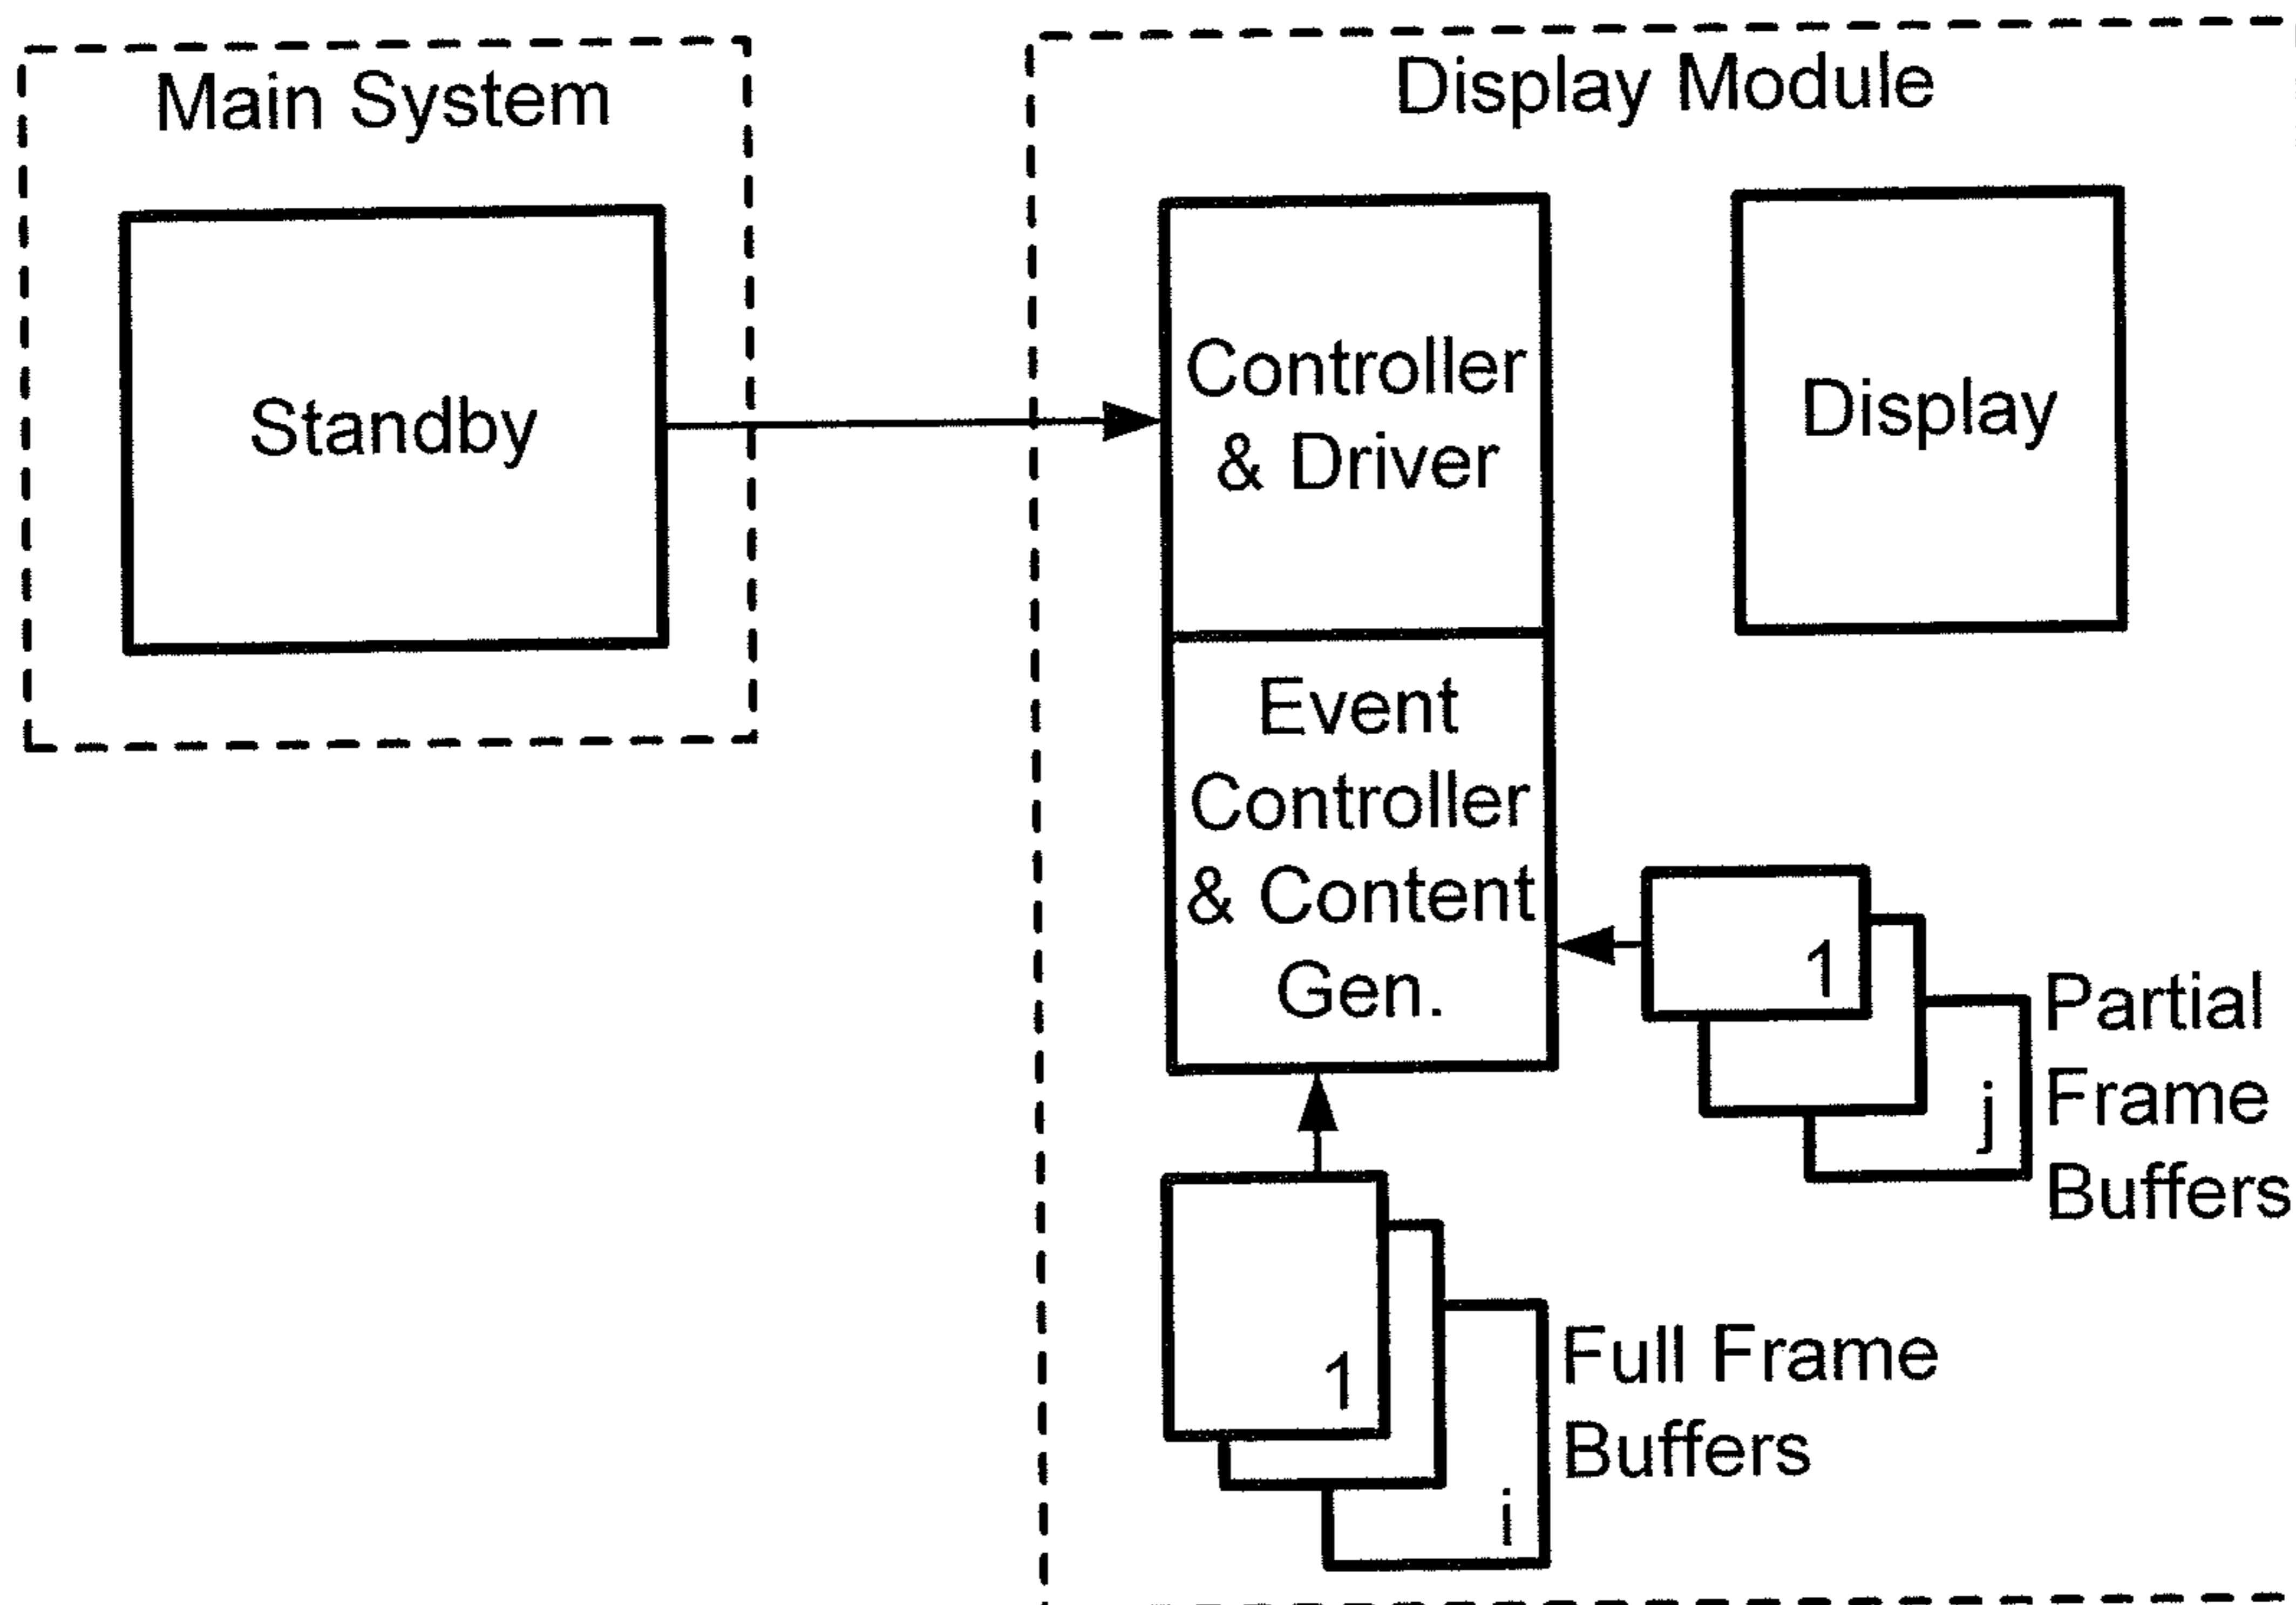 Main System
Standby
Display Module
Controller
& Driver
Display
Event
Controller
& Content
Gen.
1
j
Partial
Frame
Buffers
1
i
Full Frame
Buffers